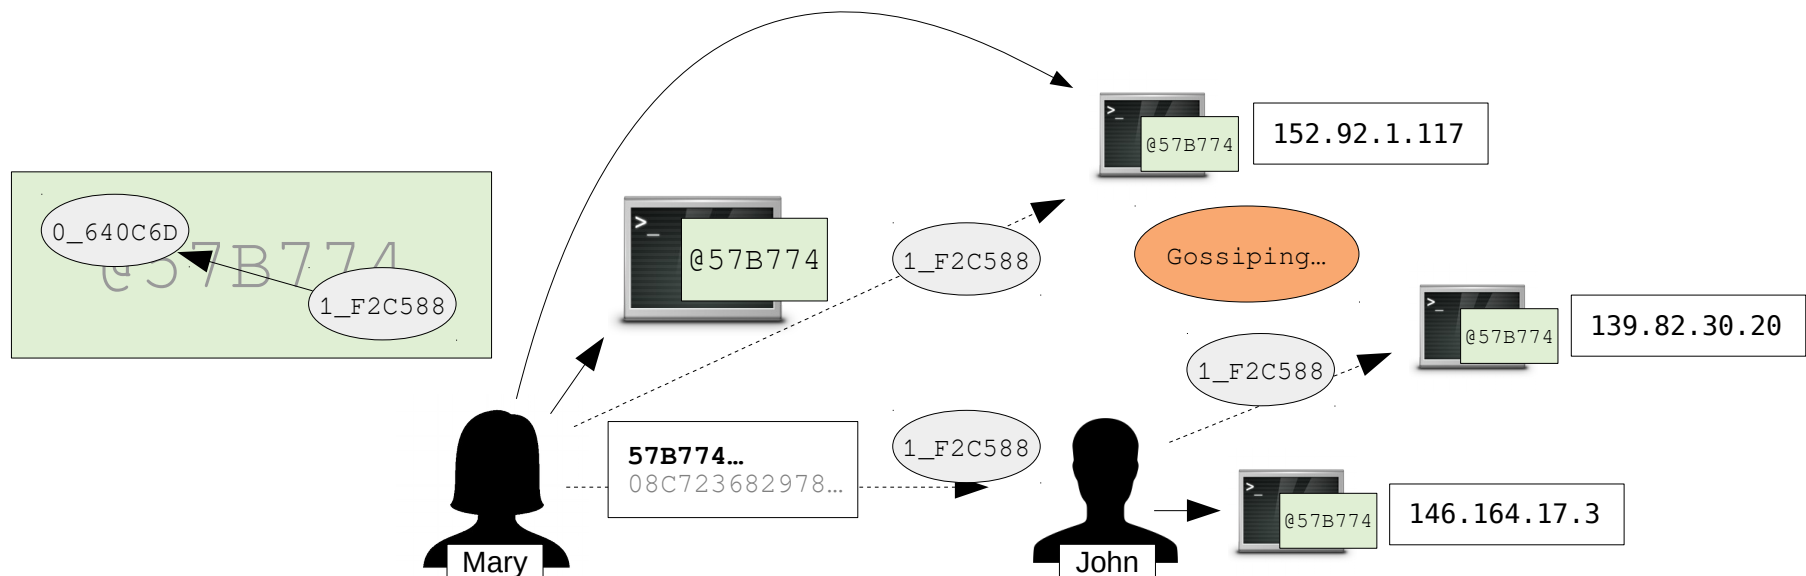 0_640C6D
@57B774
1_F2C588
>_
@57B774
1_F2C588
>_
@57B774
152.92.1.117
Gossiping…
>_
@57B774
139.82.30.20
1_F2C588
57B774…
08C723682978…
1_F2C588
>_
@57B774
146.164.17.3
Mary
John